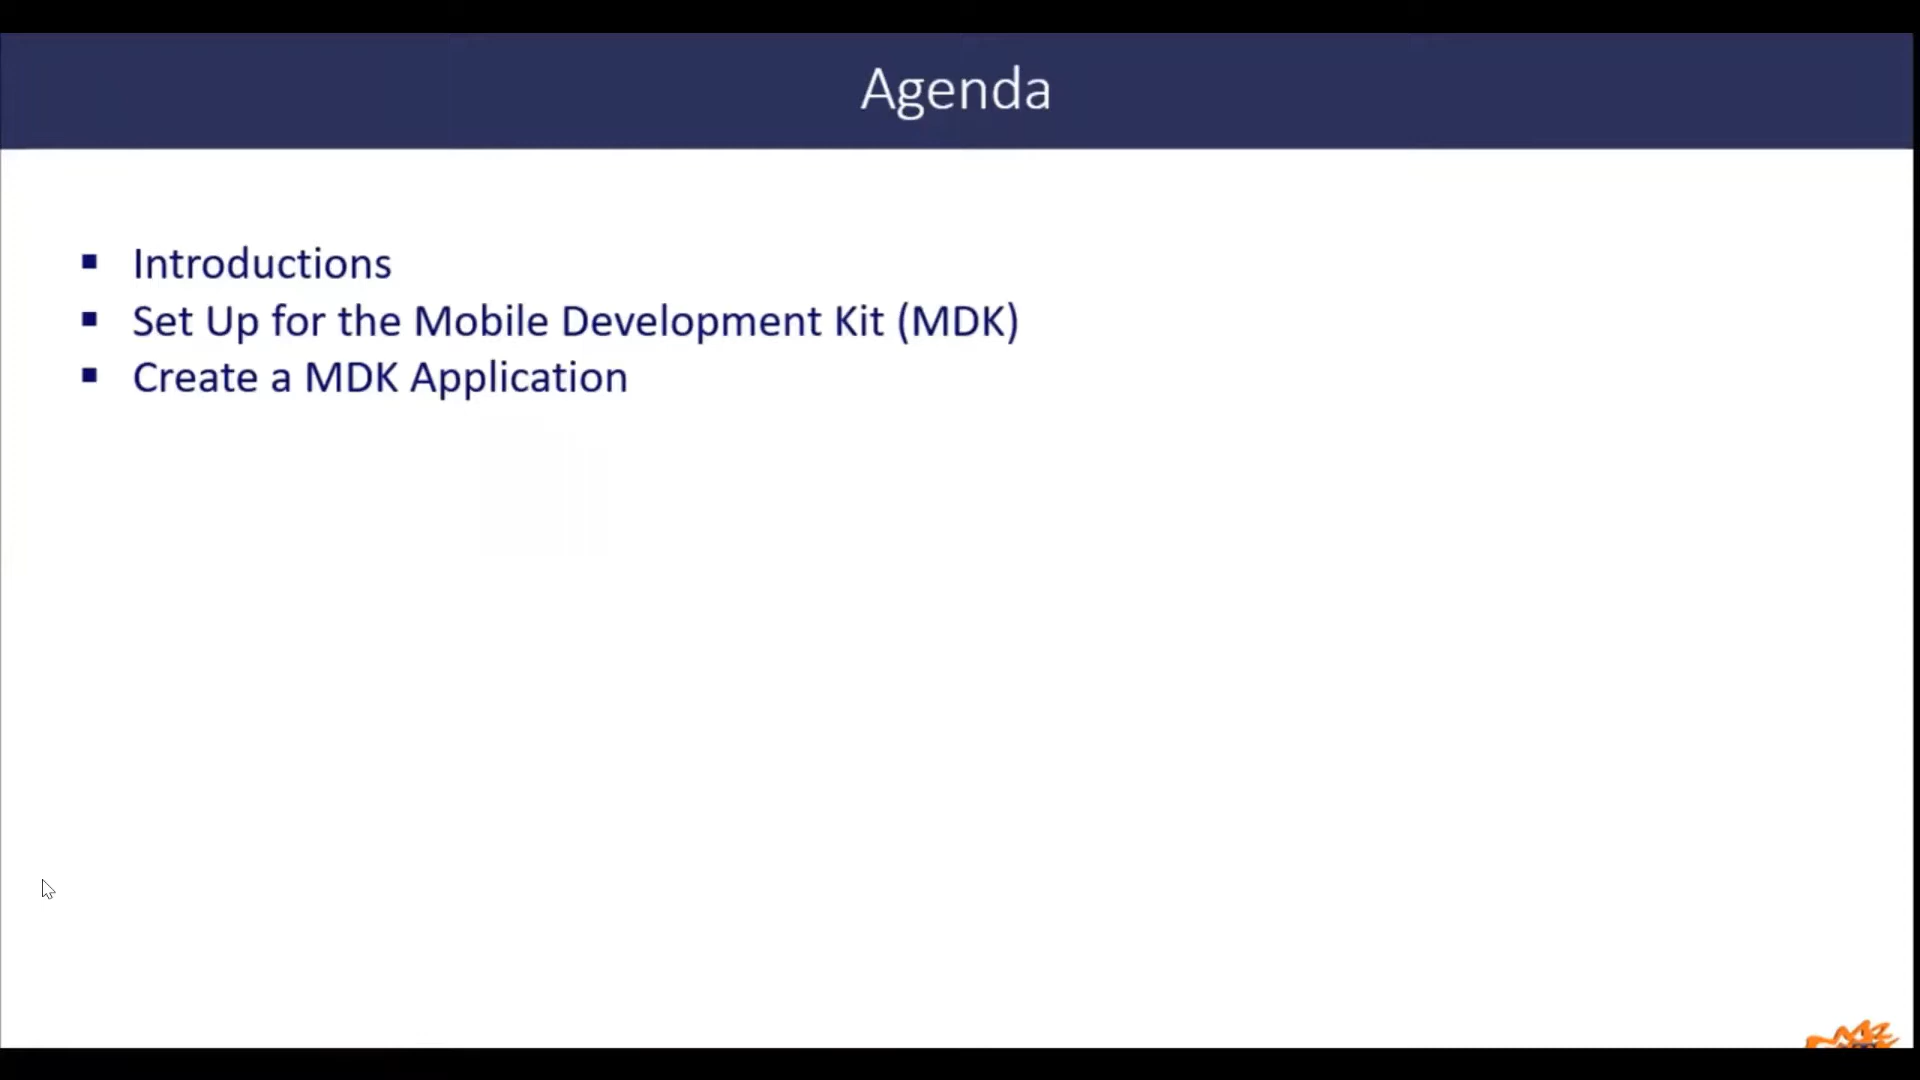 Agenda
Introductions
Set Up for the Mobile Development Kit (MDK)
Create a MDK Application